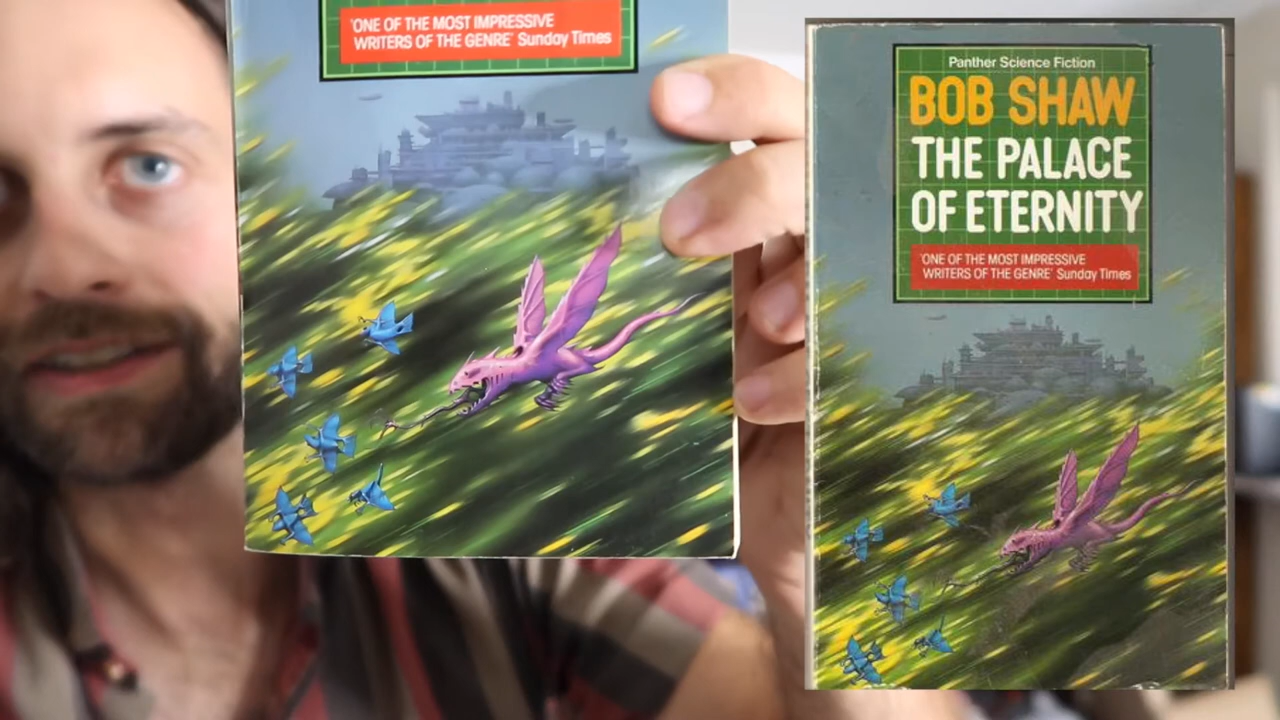 'ONE OF THE MOST IMPRESSIVE
WRITERS OF THE GENRE' Sunday Times
Panther Science Fiction
BOB SHAW
THE PALACE
OF ETERNITY
'ONE OF THE MOST IMPRESSIVE
WRITERS OF THE GENRE' Sunday Times